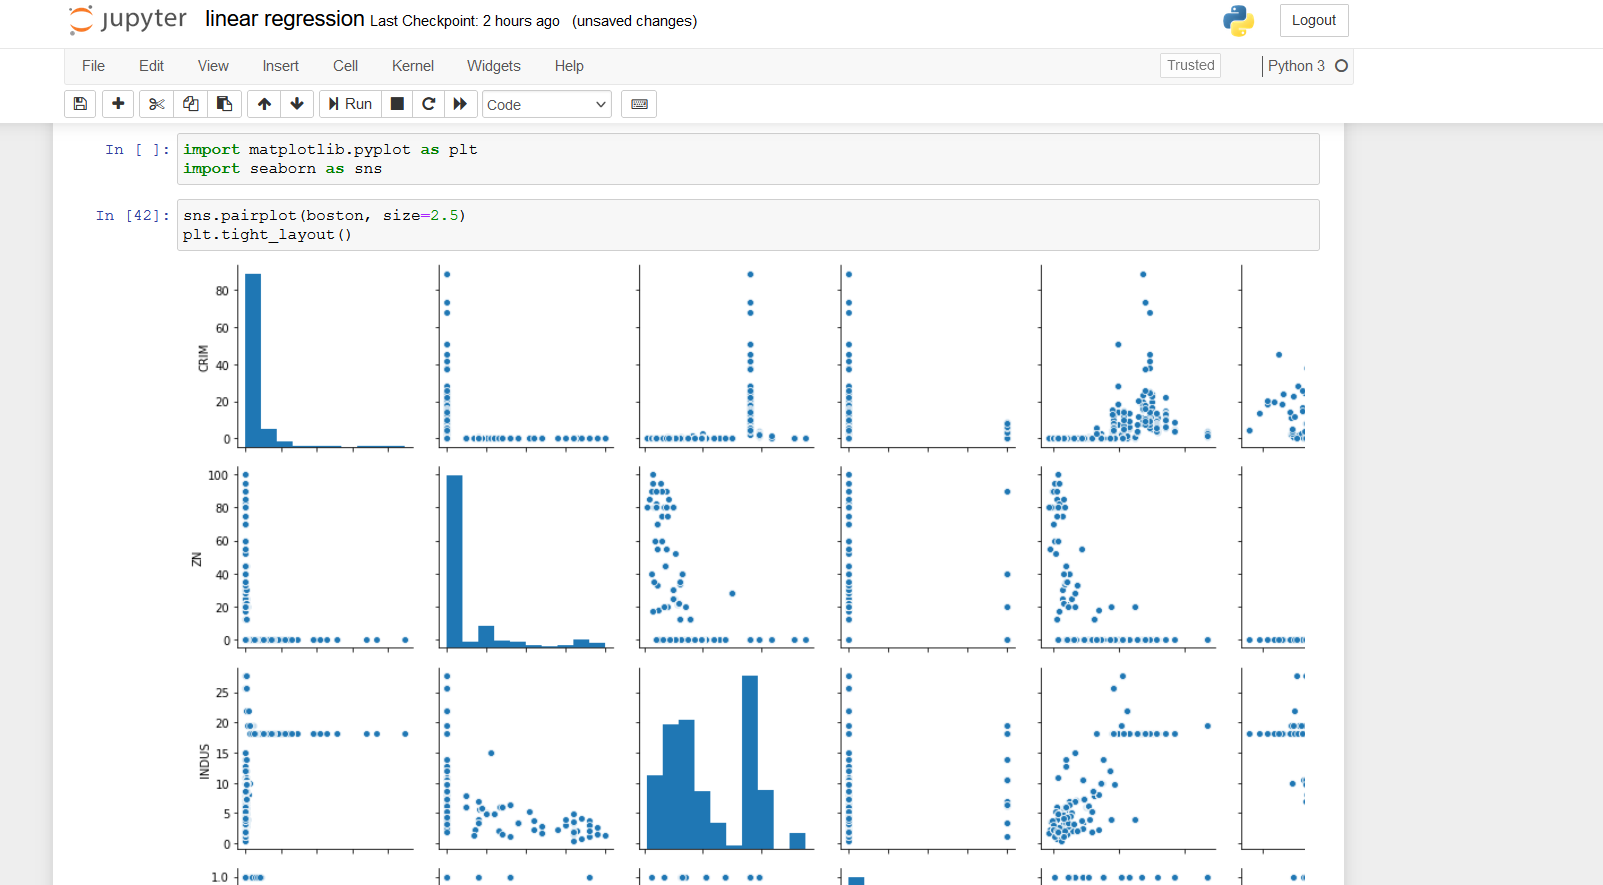 jupyter linear regression Last Checkpoint: 2 hours ago (unsaved changes) Logout
File Edit View Insert Cell Kernel Widgets Help Trusted Python 3
Run Code
In [ ]: import matplotlib.pyplot as plt
import seaborn as sns
In [42]: sns.pairplot(boston, size=2.5)
plt.tight_layout()
80
60
CRIM
40
20
0
100
80
60
ZN
40
20
0
25
20
INDUS
15
10
5
0
1.0